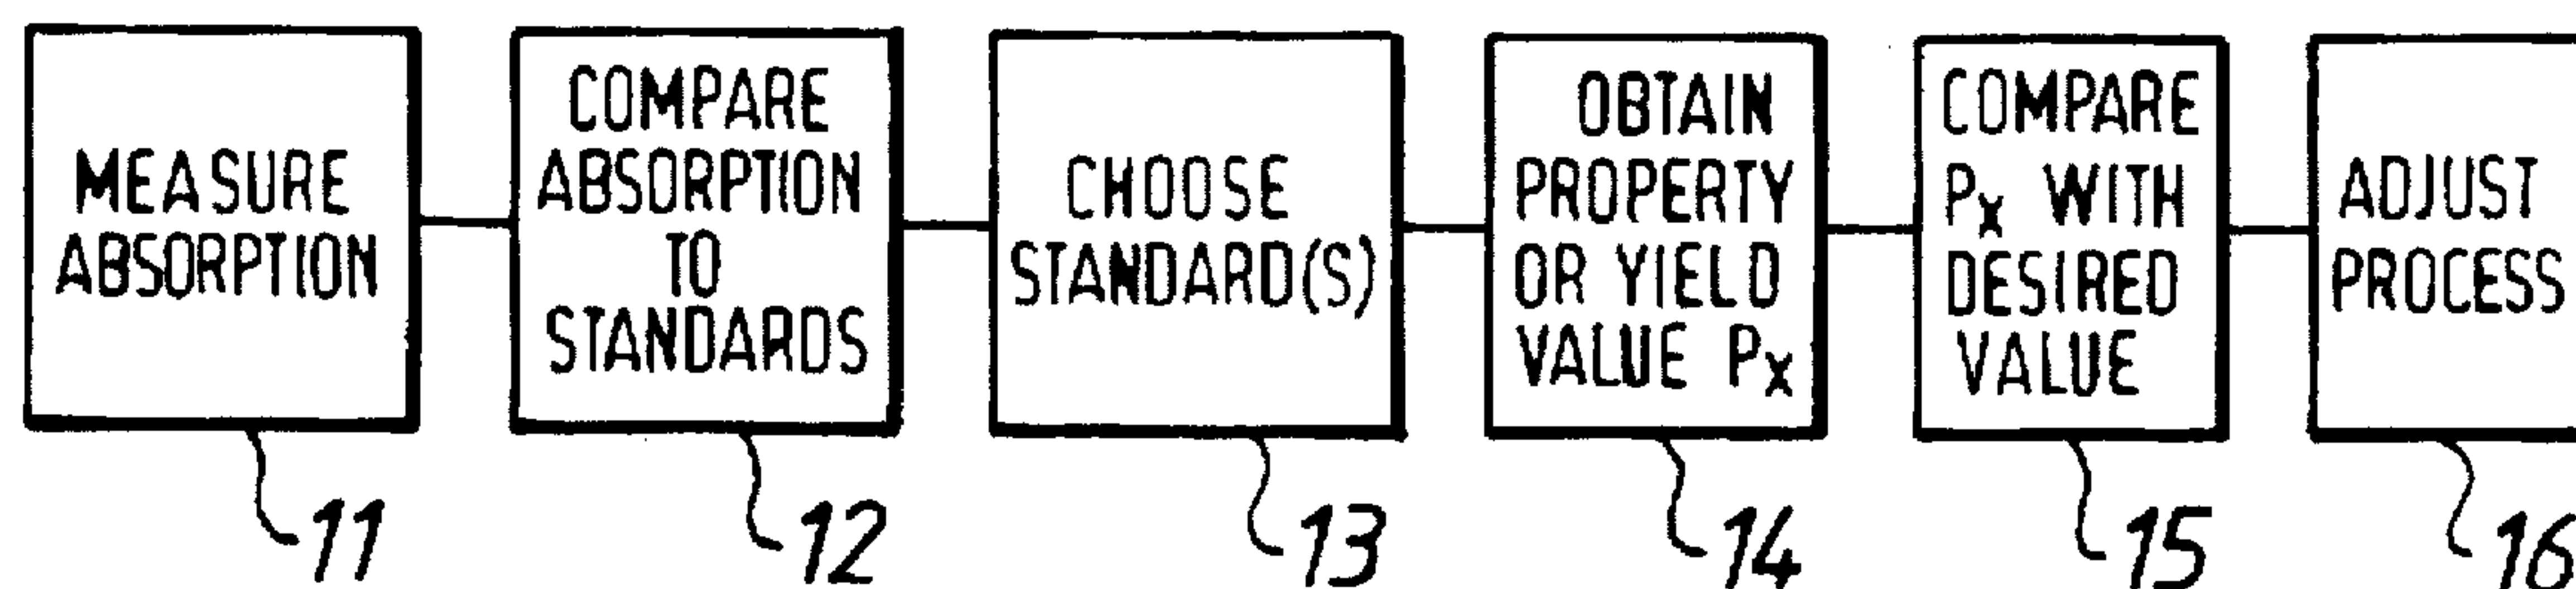 MEASURE
ABSORPTION
COMPARE
ABSORPTION
TO
STANDARDS
CHOOSE
STANDARD(S)
OBTAIN
PROPERTY
OR YIELD
VALUE Px
COMPARE
Px WITH
DESIRED
VALUE
ADJUST
PROCESS
11
12
13
14
15
16